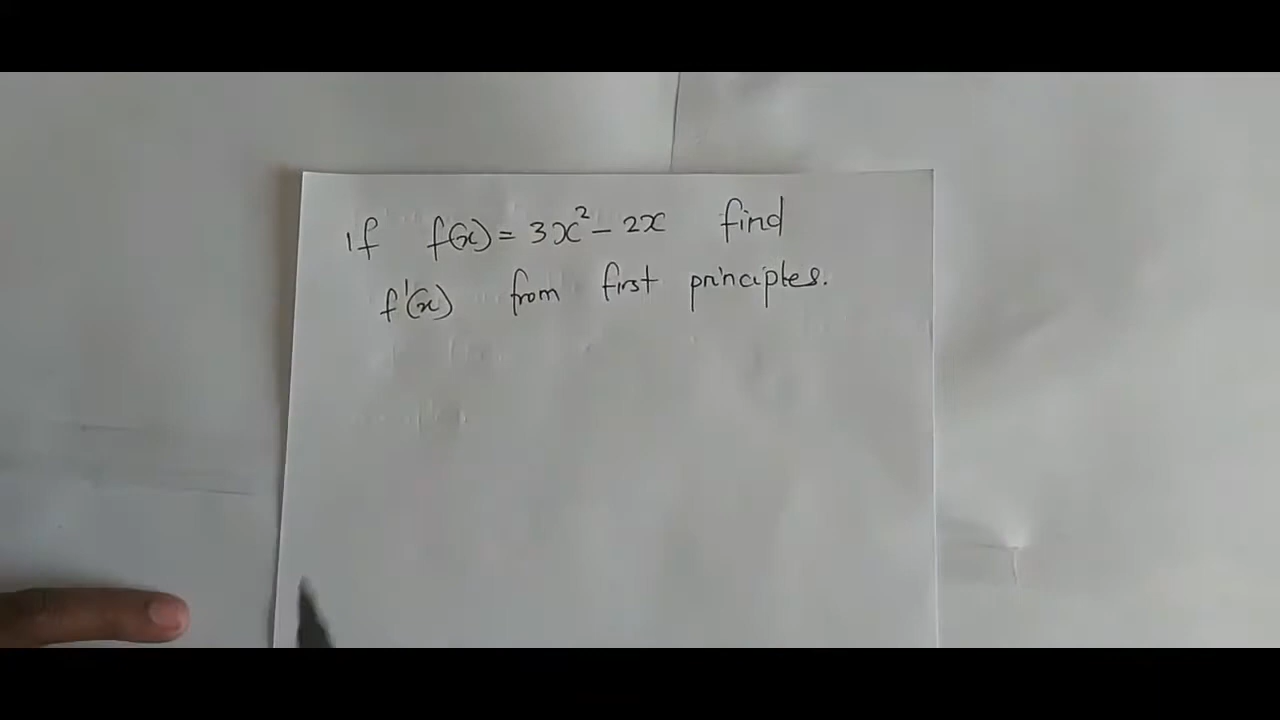 If f(x) = 3x² - 2x find
f'(x) from first principles.